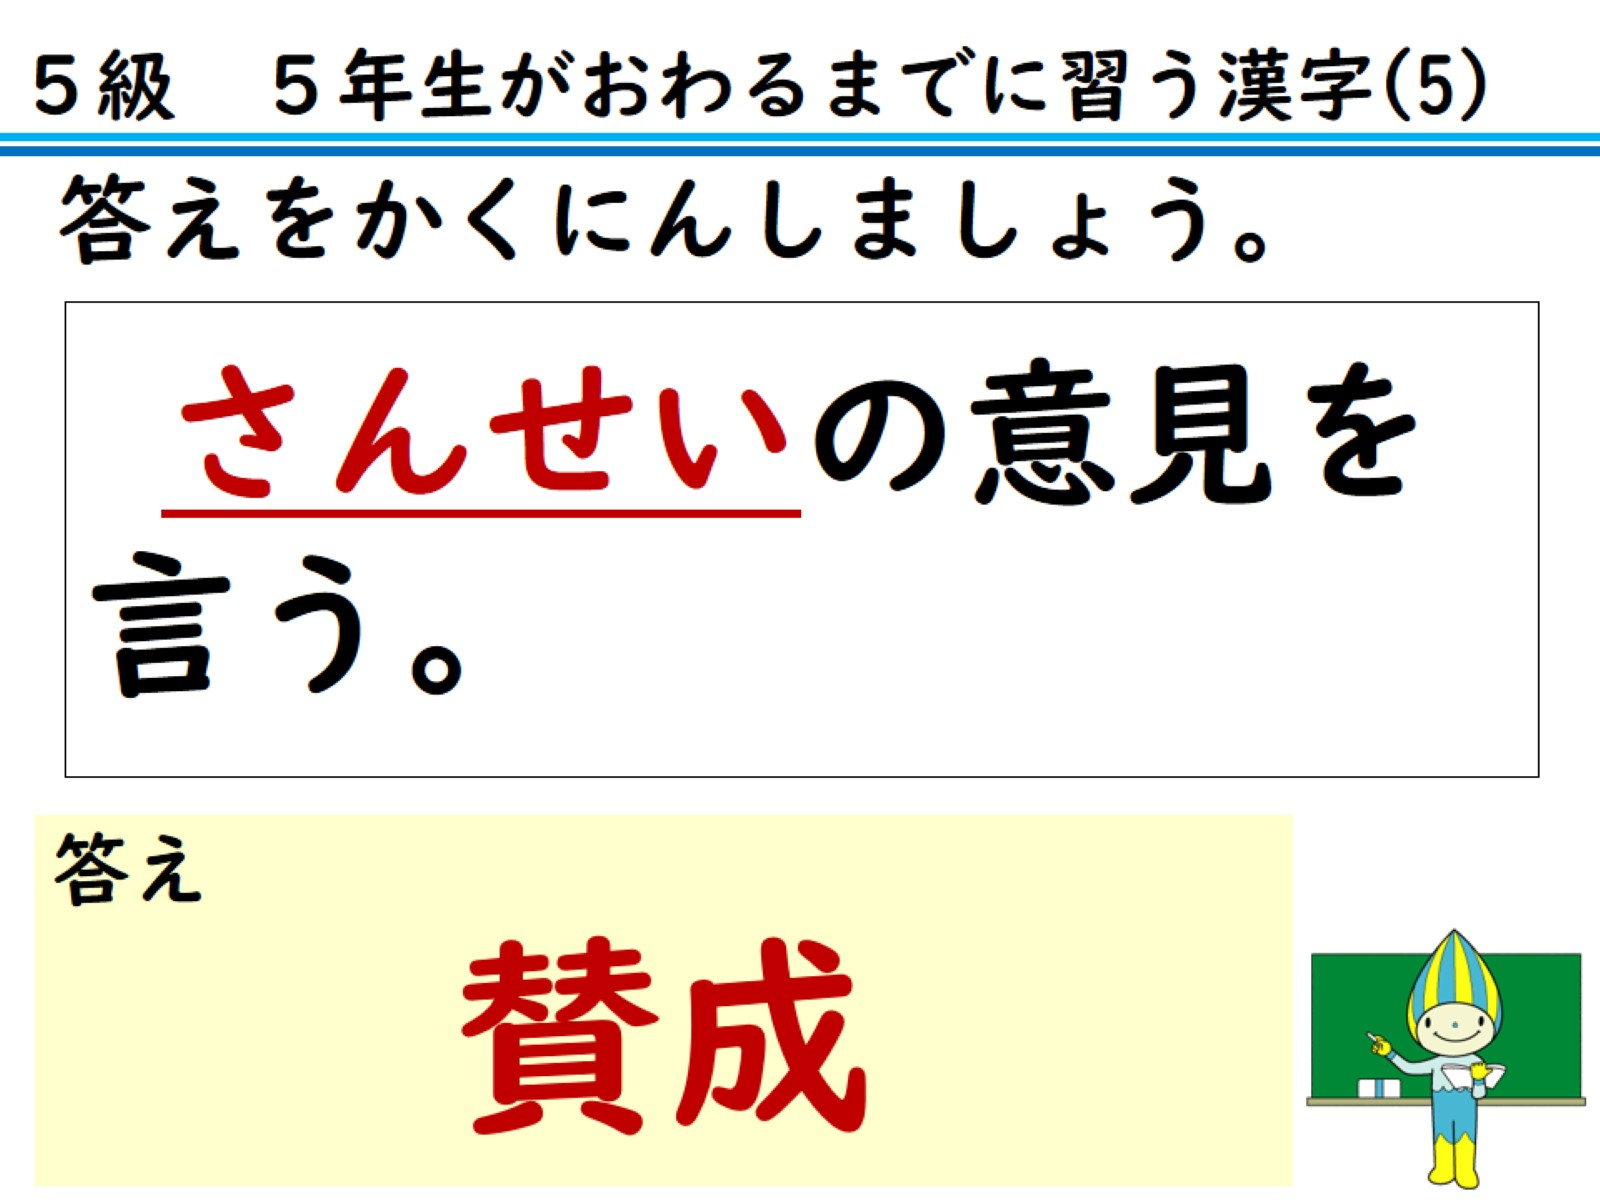 ５級　５年生がおわるまでに習う漢字(5)
答えをかくにんしましょう。
さんせいの意見を
言う。
答え
賛成